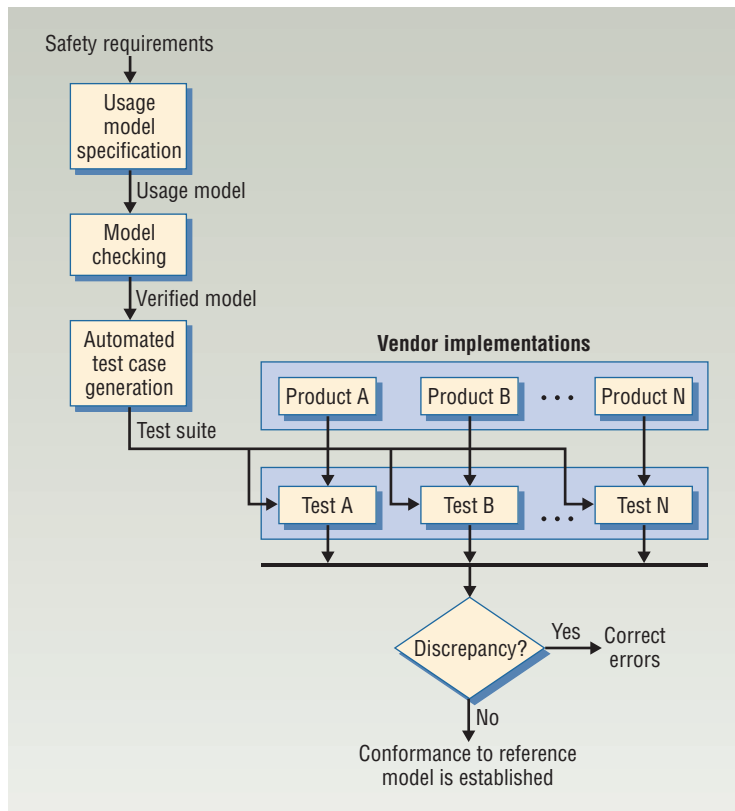 Safety requirements
Usage
model
specification
Usage model
Model
checking
Verified model
Automated
test case
generation
Test suite
Vendor implementations
Product A
Product B
...
Product N
Test A
Test B
...
Test N
Discrepancy?
Yes
Correct
errors
No
Conformance to reference
model is established